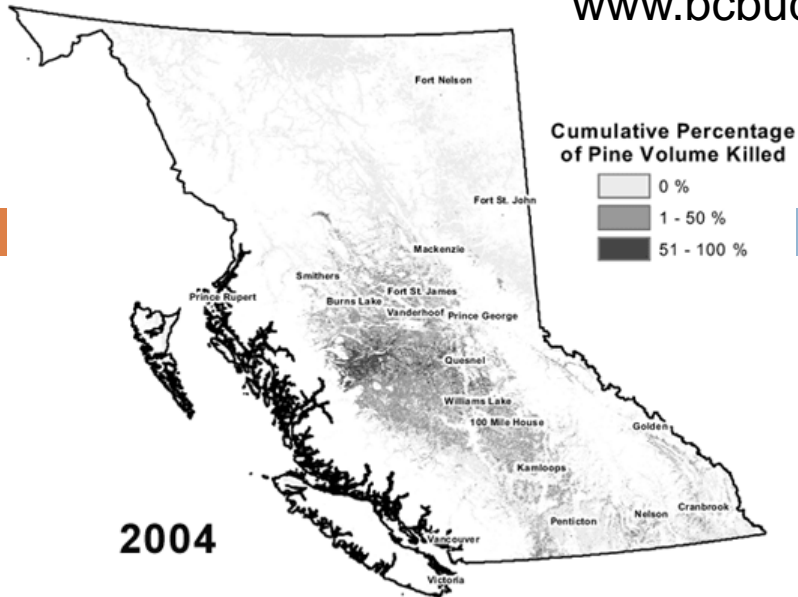 www.bcbud
Fort Nelson
Cumulative Percentage
of Pine Volume Killed
0 %
1 - 50 %
51 - 100 %
Fort St. John
Mackenzie
Smithers
Prince Rupert
Fort St. James
Burns Lake
Vanderhoof
Prince George
Quesnel
Williams Lake
100 Mile House
Golden
Kamloops
Cranbrook
Nelson
Penticton
2004
Vancouver
Victoria